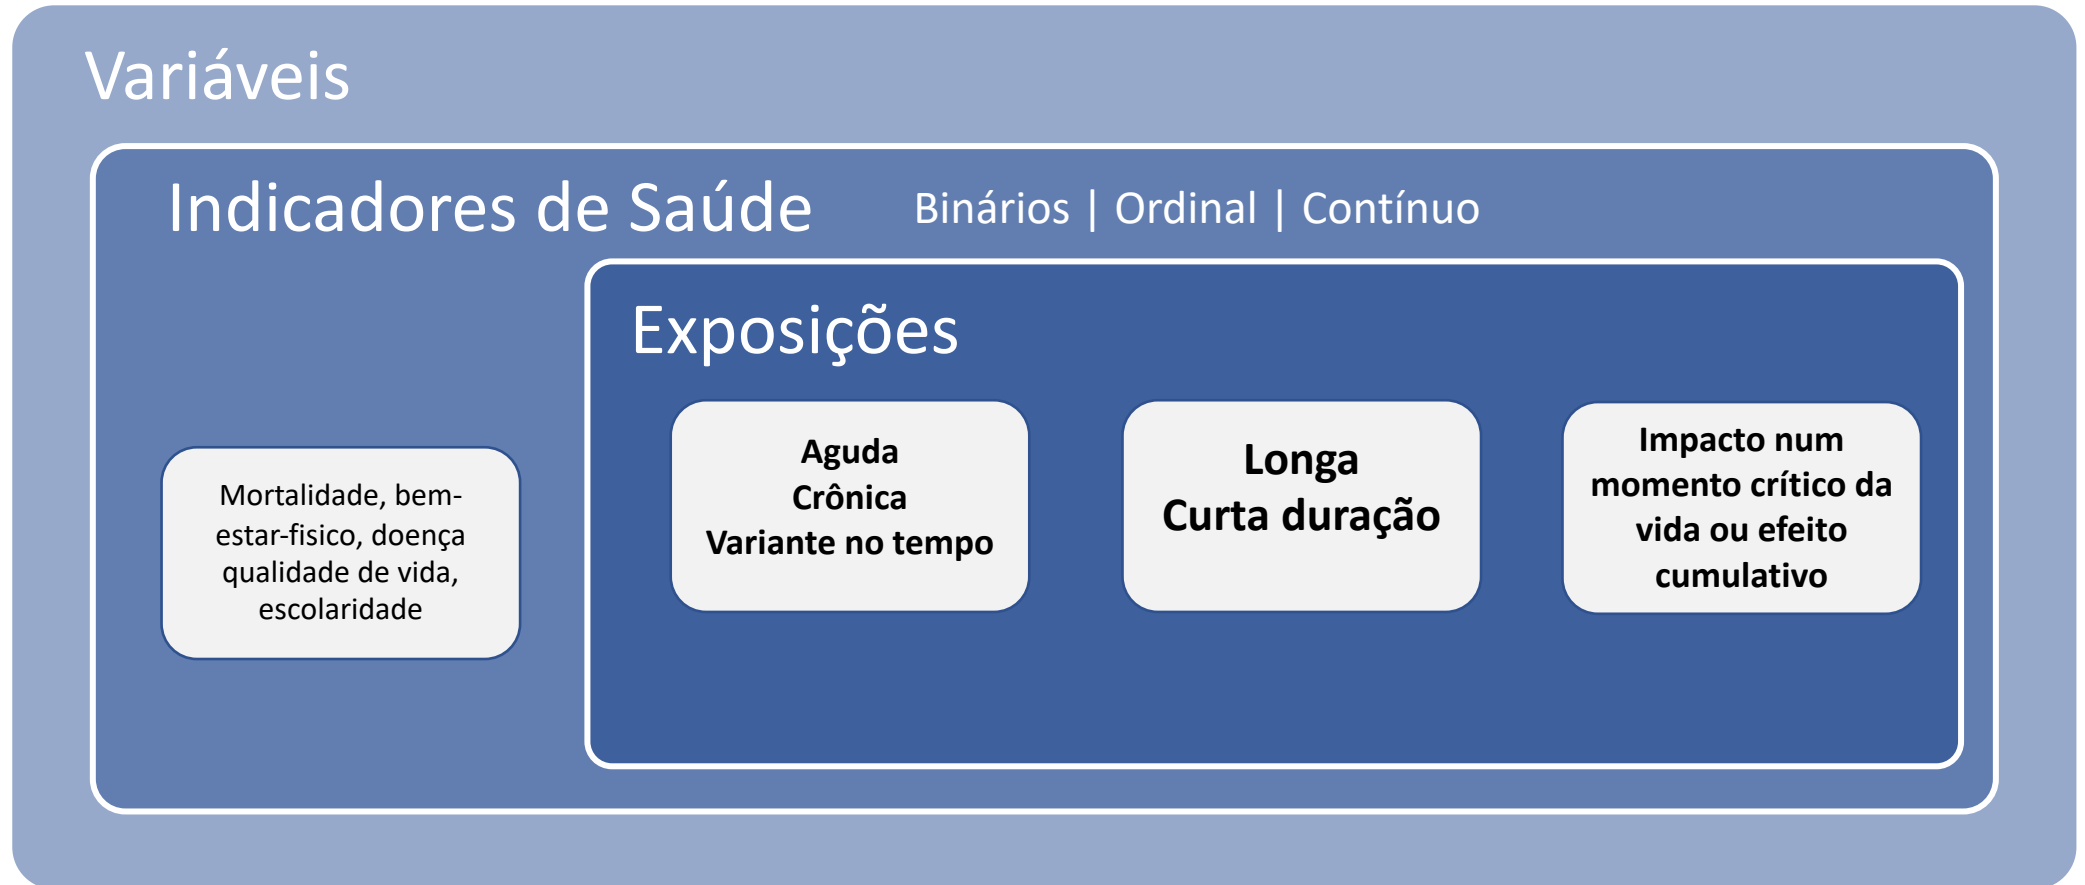 Variáveis
Indicadores de Saúde
Binários | Ordinal | Contínuo
Exposições
Mortalidade, bem-
estar-fisico, doença
qualidade de vida,
escolaridade
Aguda
Crônica
Variante no tempo
Longa
Curta duração
Impacto num
momento crítico da
vida ou efeito
cumulativo